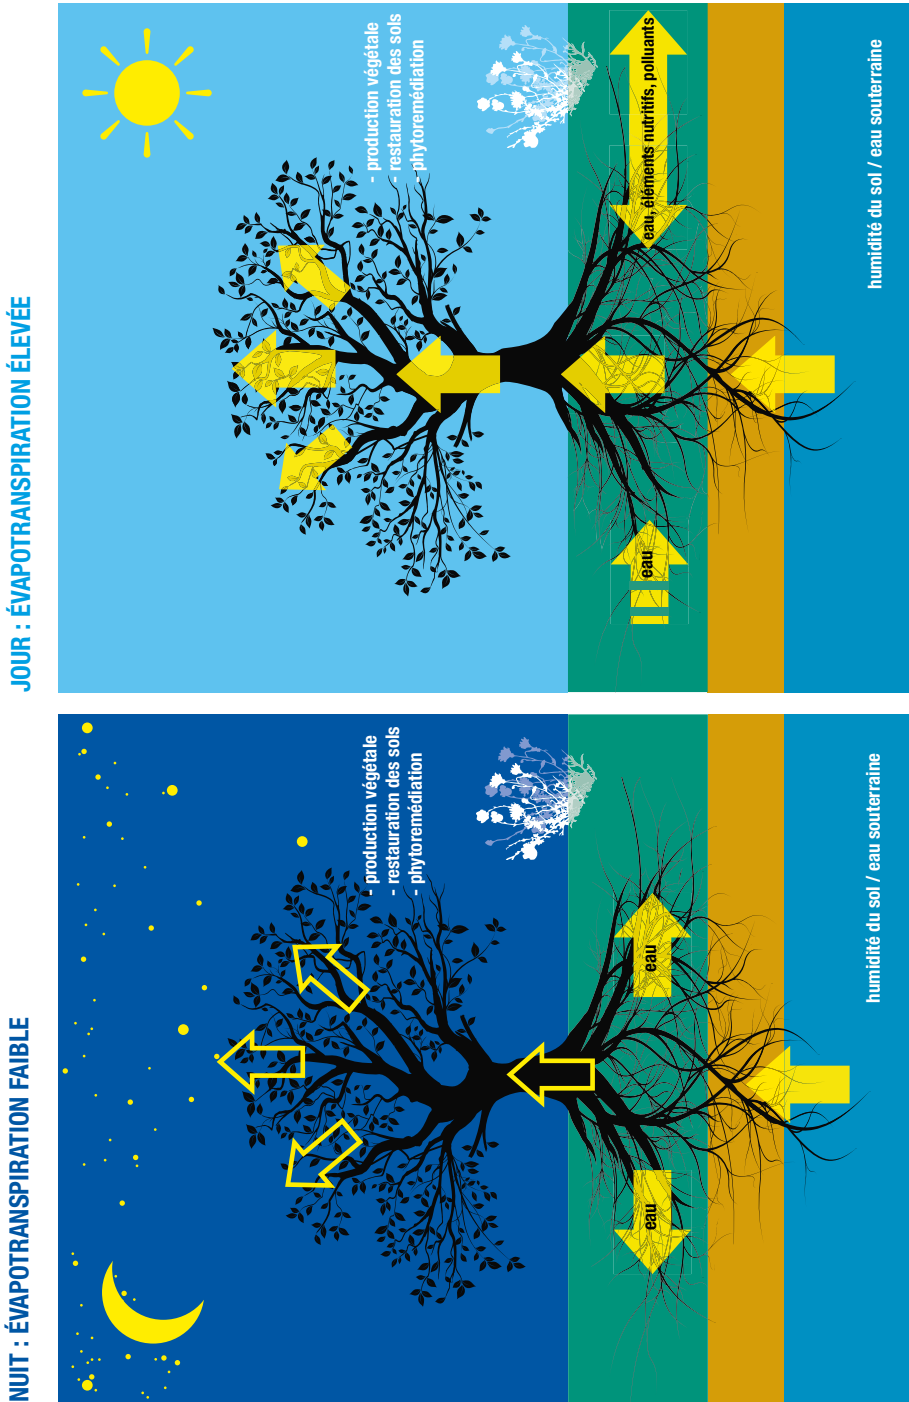 NUIT : ÉVAPOTRANSPIRATION FAIBLE
- production végétale
- restauration des sols
- phytoremédiation
eau
eau
humidité du sol / eau souterraine
JOUR : ÉVAPOTRANSPIRATION ÉLEVÉE
- production végétale
- restauration des sols
- phytoremédiation
eau
eau, éléments nutritifs, polluants
humidité du sol / eau souterraine